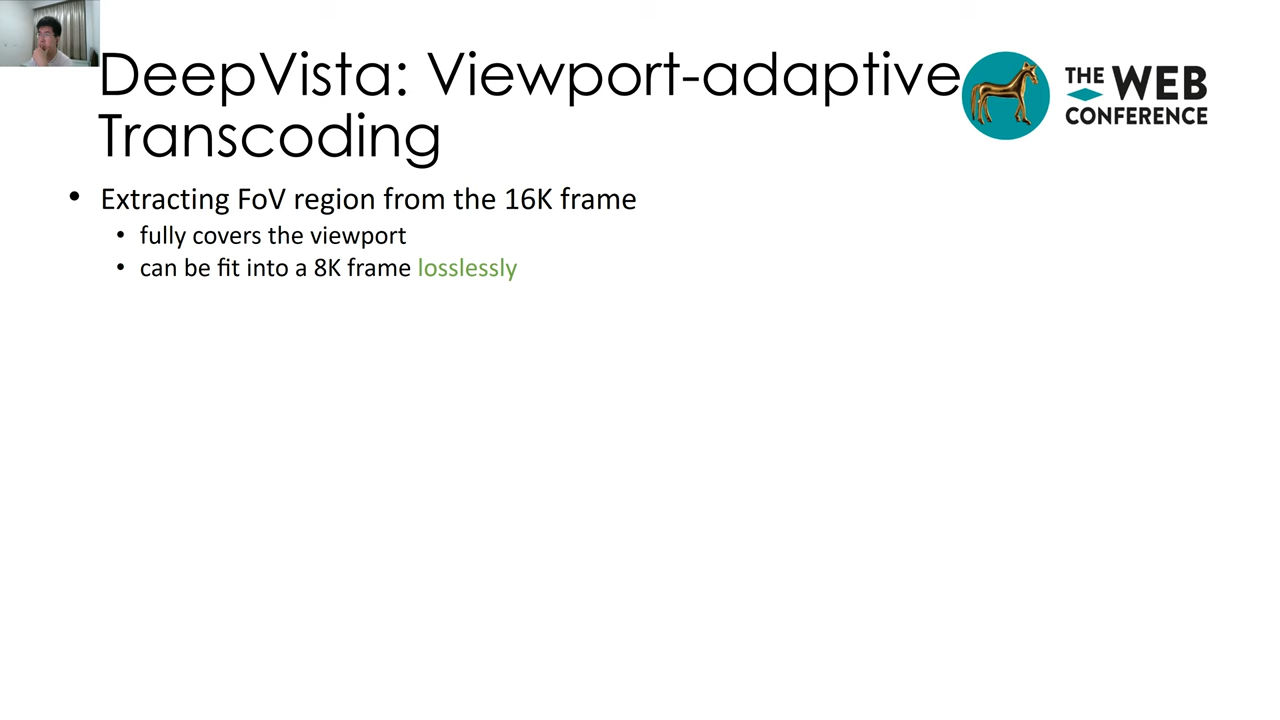 DeepVista: Viewport-adaptive
Transcoding
THE WEB
CONFERENCE
• Extracting FoV region from the 16K frame
• fully covers the viewport
• can be fit into a 8K frame losslessly